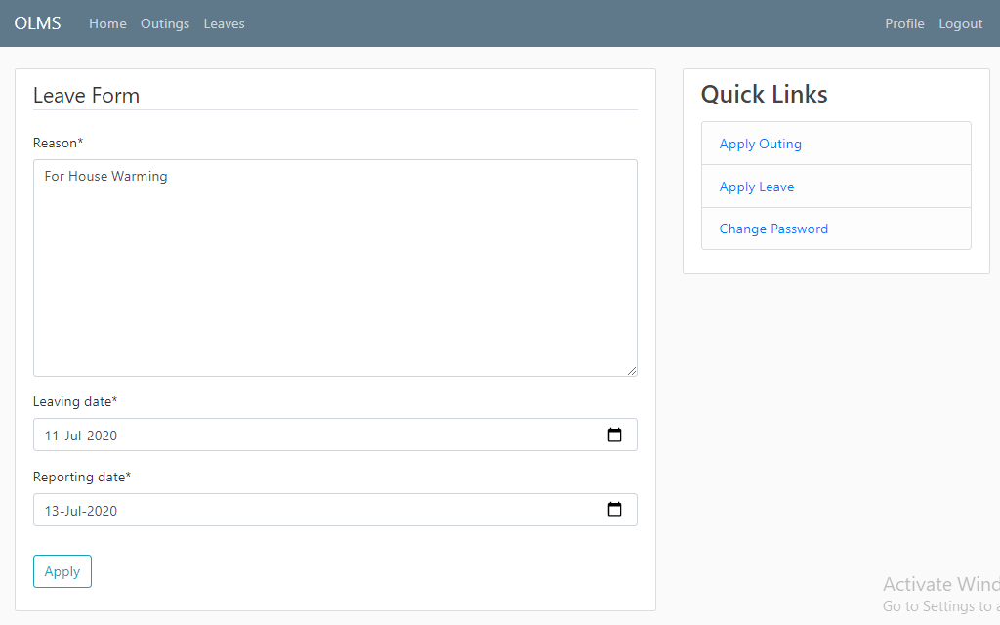 OLMS Home Outings Leaves Profile Logout
Leave Form
Reason*
For House Warming
Leaving date*
11-Jul-2020
Reporting date*
13-Jul-2020
Apply
Quick Links
Apply Outing
Apply Leave
Change Password
Activate Wind
Go to Settings to a